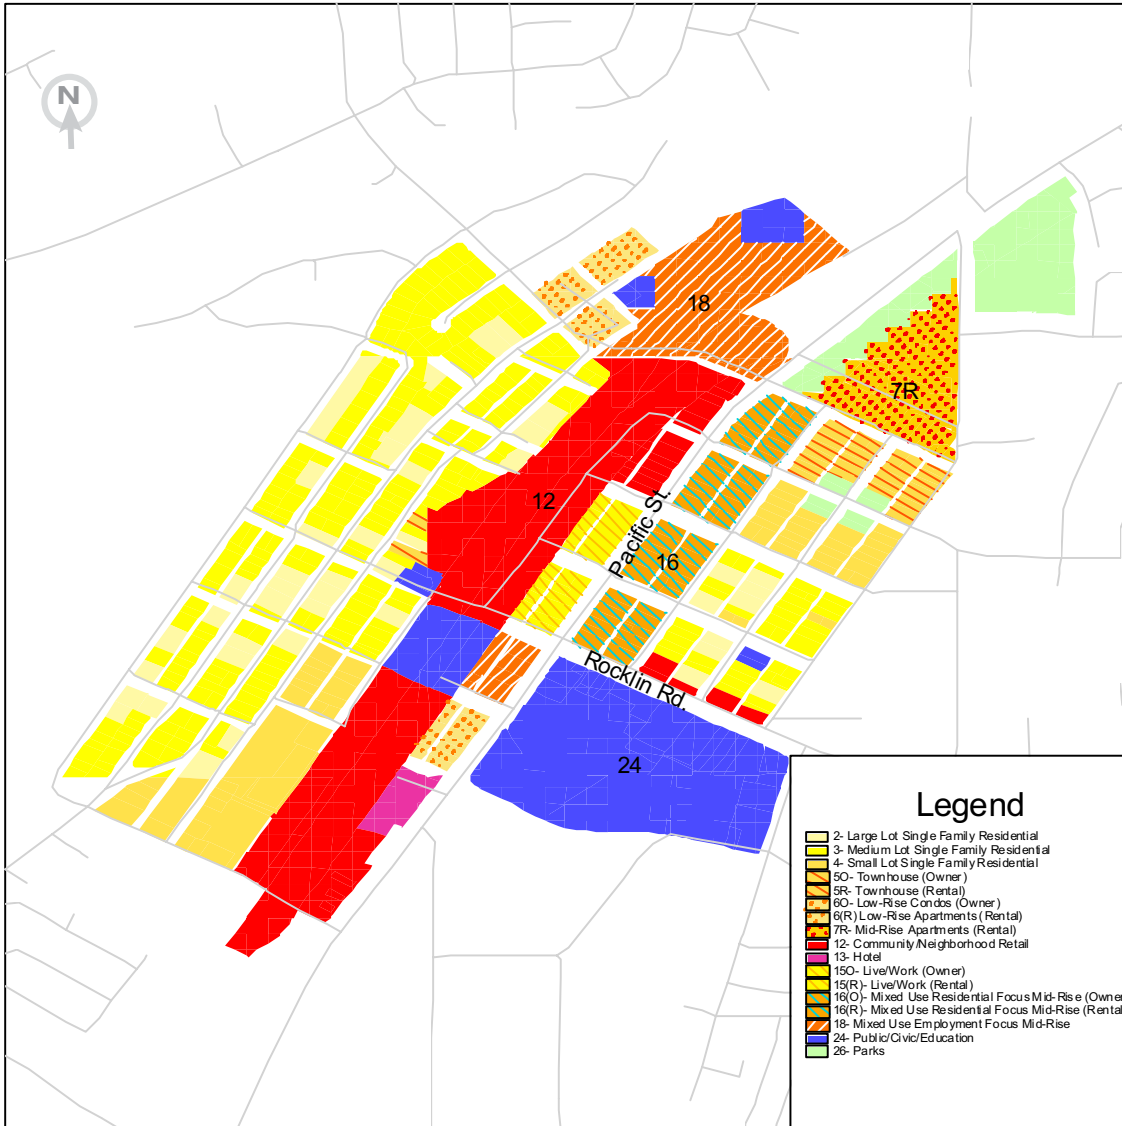 N
18
7R
12
Pacific St.
16
Rocklin Rd.
24
Legend
2- Large Lot Single Family Residential
3- Medium Lot Single Family Residential
4- Small Lot Single Family Residential
5O- Townhouse (Owner)
5R- Townhouse (Rental)
6O- Low-Rise Condos (Owner)
6(R) Low-Rise Apartments (Rental)
7R- Mid-Rise Apartments (Rental)
12- Community/Neighborhood Retail
13- Hotel
15O- Live/Work (Owner)
15(R)- Live/Work (Rental)
16(O)- Mixed Use Residential Focus Mid-Rise (Owner
16(R)- Mixed Use Residential Focus Mid-Rise (Rental
18- Mixed Use Employment Focus Mid-Rise
24- Public/Civic/Education
26- Parks